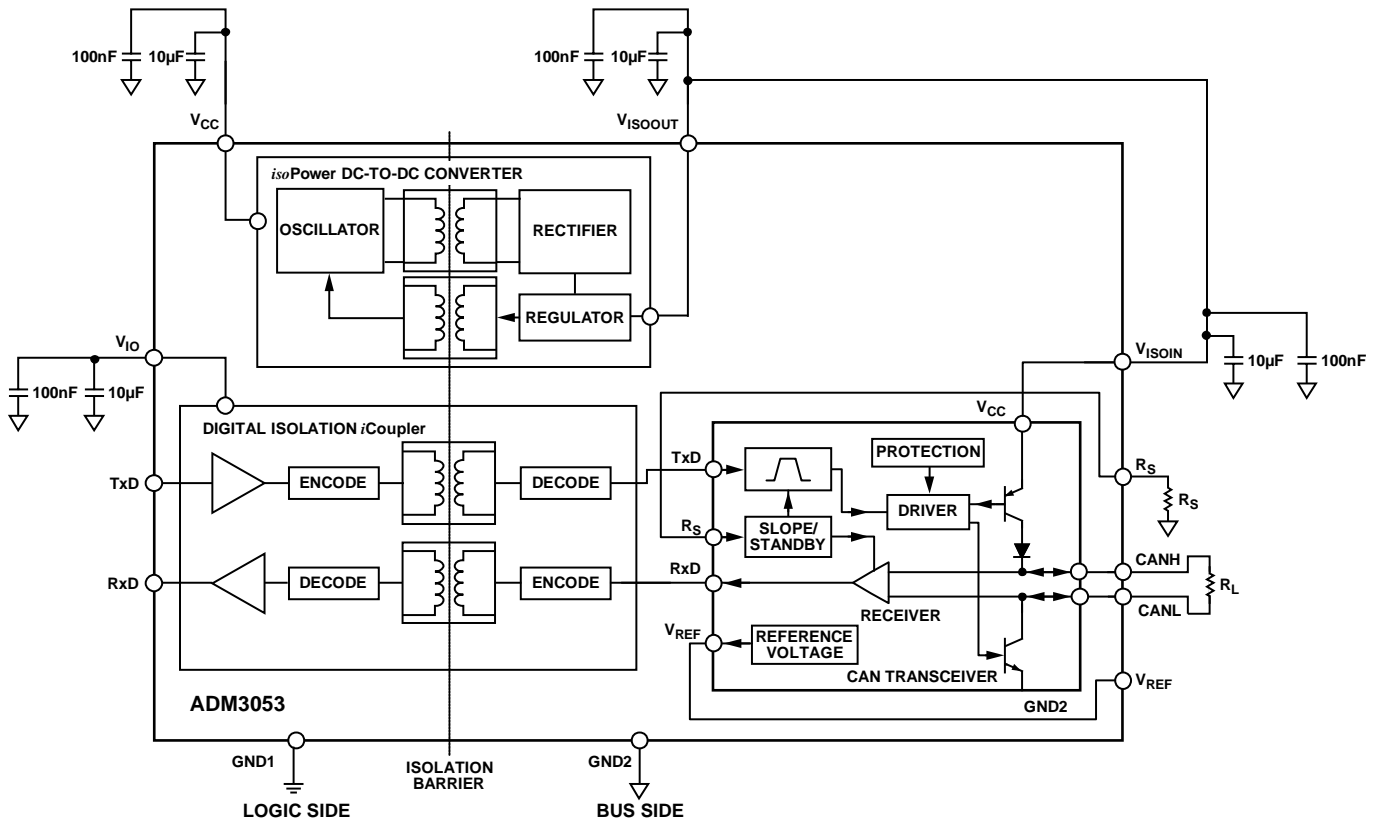 100nF
10µF
100nF
10µF
VCC
VISOOUT
isoPower DC-TO-DC CONVERTER
OSCILLATOR
RECTIFIER
REGULATOR
VIO
100nF
10µF
VISOIN
10µF
100nF
DIGITAL ISOLATION iCoupler
VCC
TxD
ENCODE
DECODE
TxD
PROTECTION
DRIVER
RS
RS
RS
SLOPE/
STANDBY
RxD
DECODE
ENCODE
RxD
RECEIVER
CANH
RL
CANL
VREF
REFERENCE
VOLTAGE
CAN TRANSCEIVER
VREF
GND2
ADM3053
GND1
ISOLATION
BARRIER
GND2
LOGIC SIDE
BUS SIDE